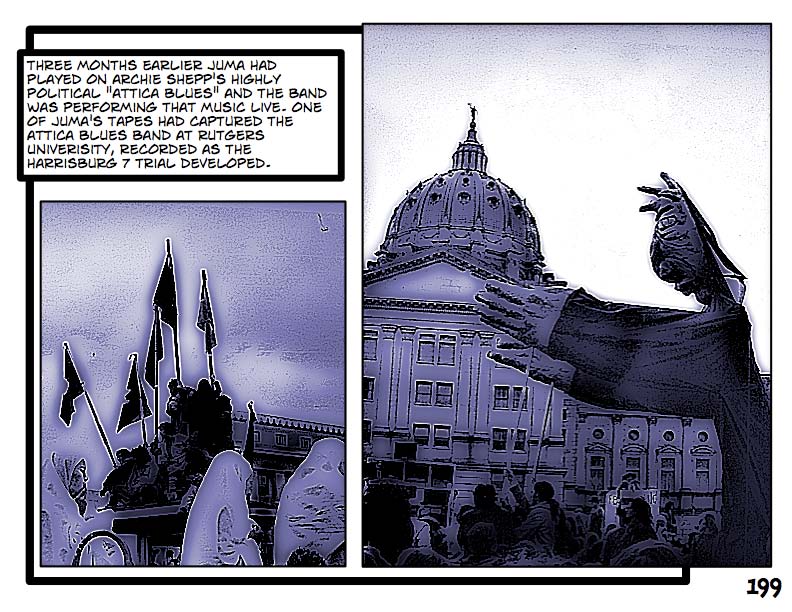 THREE MONTHS EARLIER JUMA HAD
PLAYED ON ARCHIE SHEPP'S HIGHLY
POLITICAL "ATTICA BLUES" AND THE BAND
WAS PERFORMING THAT MUSIC LIVE. ONE
OF JUMA'S TAPES HAD CAPTURED THE
ATTICA BLUES BAND AT RUTGERS
UNIVERISITY, RECORDED AS THE
HARRISBURG 7 TRIAL DEVELOPED.
199